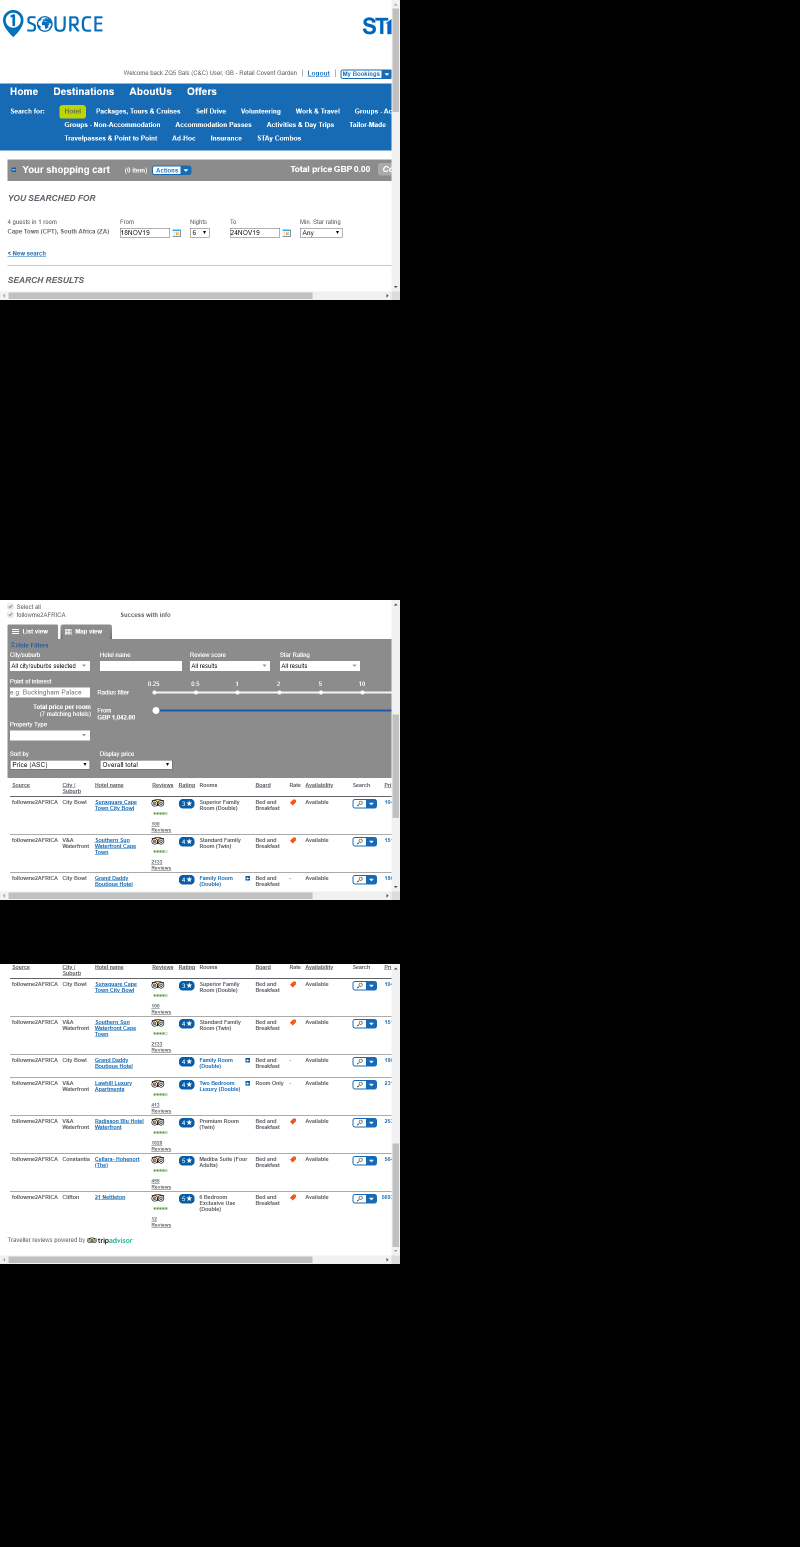 1 SOURCE
Welcome back ZQ5 Sals (C&C) User, GB - Retail Covent Garden | Logout | My Bookings
Home Destinations AboutUs Offers
Search for: Hotel Packages, Tours & Cruises Self Drive Volunteering Work & Travel Groups - Ac
Groups - Non-Accommodation Accommodation Passes Activities & Day Trips Tailor-Made
Travelpasses & Point to Point Ad-Hoc Insurance STAy Combos
Your shopping cart (0 item) Actions Total price GBP 0.00
YOU SEARCHED FOR
4 guests in 1 room From Nights To Min. Star rating
Cape Town (CPT), South Africa (ZA) 18NOV19 6 24NOV19 Any
< New search
SEARCH RESULTS
Select all
followme2AFRICA Success with info
List view Map view
Hide Filters
City/suburb Hotel name Review score Star Rating
All city/suburbs selected All results All results
Point of interest 0.25 0.5 1 2 5 10
e.g. Buckingham Palace Radius filter
Total price per room From
(7 matching hotels) GBP 1,042.00
Property Type
Sort by Display price
Price (ASC) Overall total
Source City / Hotel name Reviews Rating Rooms Board Rate Availability Search Pri
Suburb
followme2AFRICA City Bowl Sunsquare Cape 3 Superior Family Bed and Available
Town City Bowl Room (Double) Breakfast
100
Reviews
followme2AFRICA V&A Southern Sun 4 Standard Family Bed and Available
Waterfront Waterfront Cape Room (Twin) Breakfast
Town
2133
Reviews
followme2AFRICA City Bowl Grand Daddy 4 Family Room Bed and - Available
Boutique Hotel (Double) Breakfast
Source City / Hotel name Reviews Rating Rooms Board Rate Availability Search Pri
Suburb
followme2AFRICA City Bowl Sunsquare Cape 3 Superior Family Bed and Available
Town City Bowl Room (Double) Breakfast
100
Reviews
followme2AFRICA V&A Southern Sun 4 Standard Family Bed and Available
Waterfront Waterfront Cape Room (Twin) Breakfast
Town
2133
Reviews
followme2AFRICA City Bowl Grand Daddy 4 Family Room Bed and - Available
Boutique Hotel (Double) Breakfast
followme2AFRICA V&A Lawhill Luxury 4 Two Bedroom Room Only - Available
Waterfront Apartments Luxury (Double)
413
Reviews
followme2AFRICA V&A Radisson Blu Hotel 4 Premium Room Bed and Available
Waterfront Waterfront (Twin) Breakfast
Reviews
followme2AFRICA Constantia Cellars- Hohenort 5 Madiba Suite (Four Bed and Available
(The) Adults) Breakfast
Reviews
followme2AFRICA Clifton 21 Nettleton 5 6 Bedroom Bed and Available
Exclusive Use Breakfast
(Double)
12
Reviews
Traveller reviews powered by tripadvisor